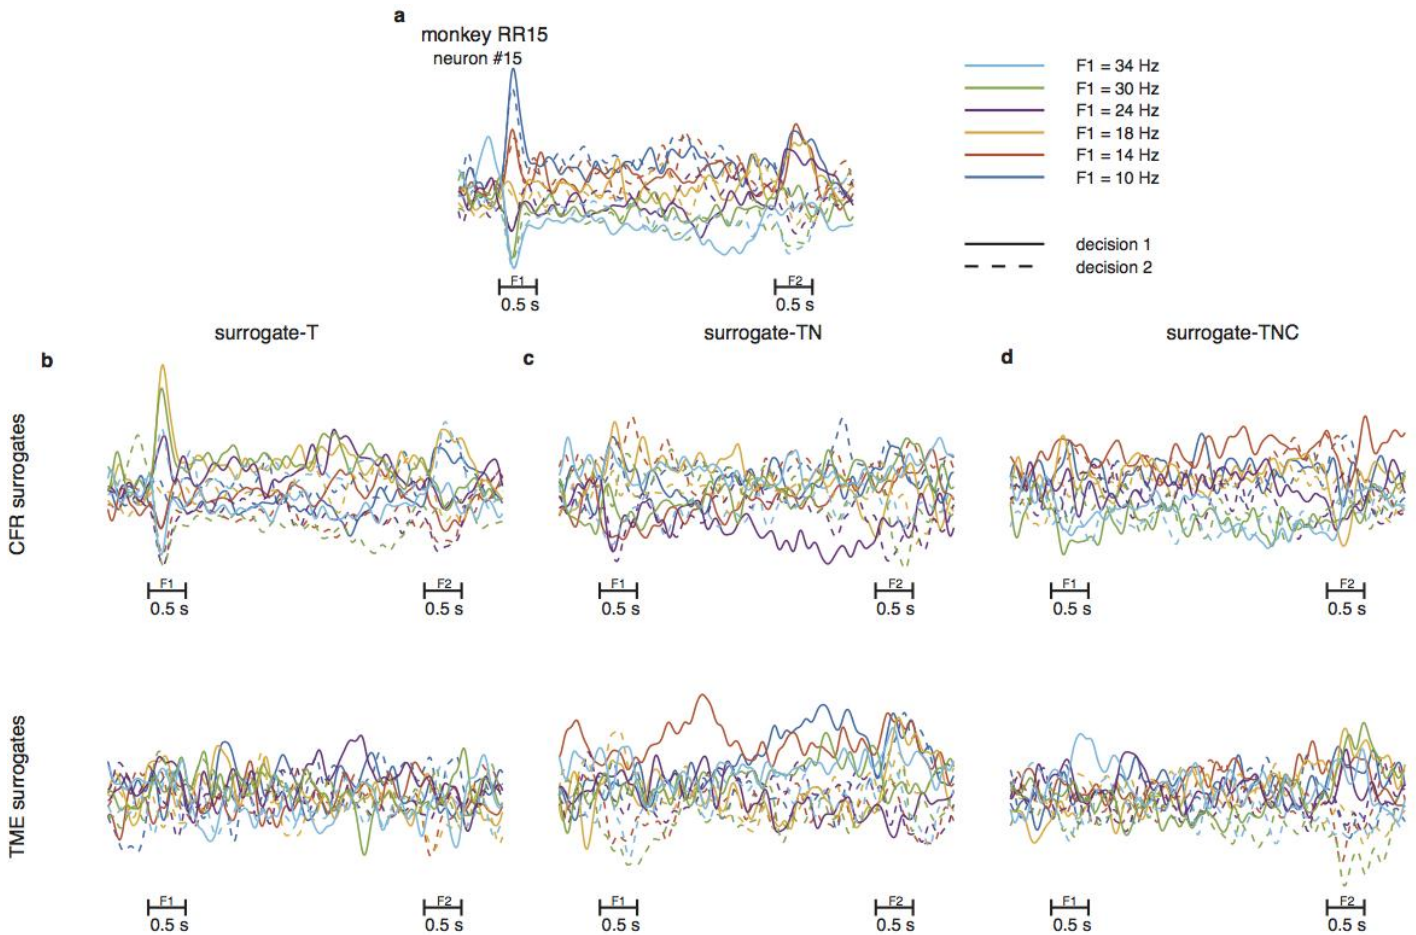 a
monkey RR15
neuron #15
F1 = 34 Hz
F1 = 30 Hz
F1 = 24 Hz
F1 = 18 Hz
F1 = 14 Hz
F1 = 10 Hz
decision 1
decision 2
F1
0.5 s
F2
0.5 s
surrogate-T
surrogate-TN
surrogate-TNC
b
c
d
CFR surrogates
F1
0.5 s
F2
0.5 s
F1
0.5 s
F2
0.5 s
F1
0.5 s
F2
0.5 s
TME surrogates
F1
0.5 s
F2
0.5 s
F1
0.5 s
F2
0.5 s
F1
0.5 s
F2
0.5 s